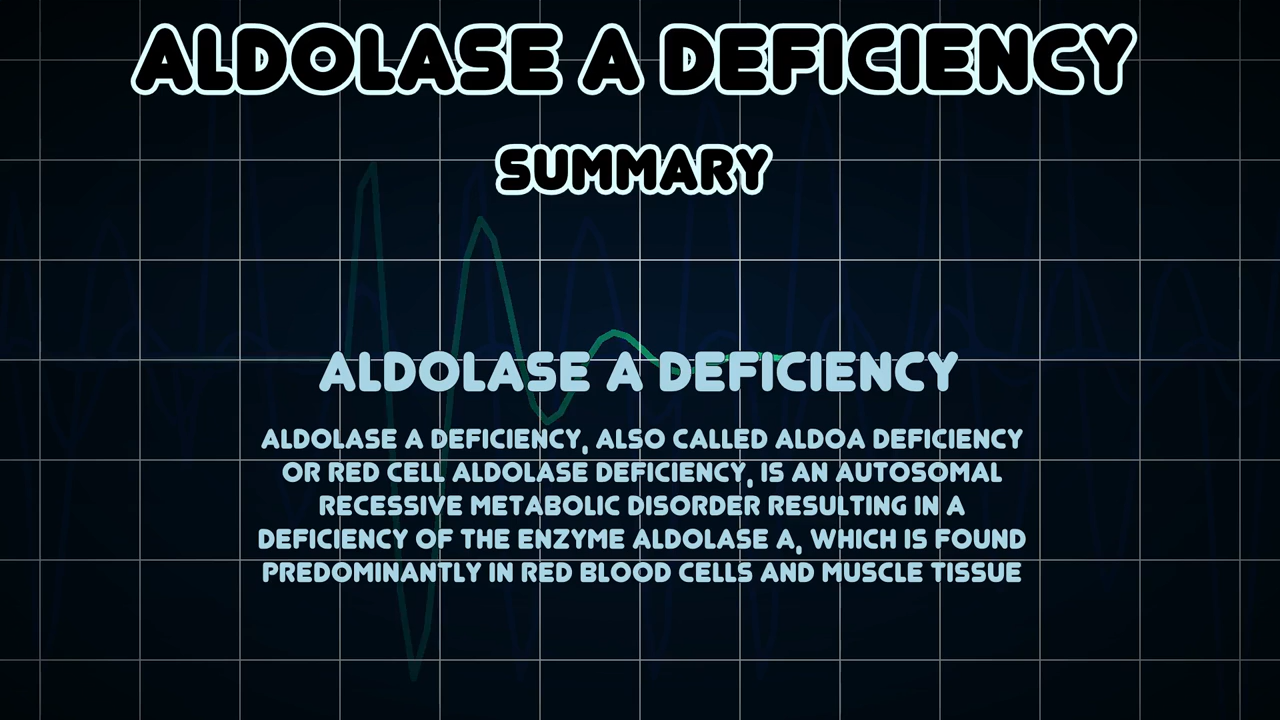 ALDOLASE A DEFICIENCY
SUMMARY
ALDOLASE A DEFICIENCY
ALDOLASE A DEFICIENCY, ALSO CALLED ALDOA DEFICIENCY
OR RED CELL ALDOLASE DEFICIENCY, IS AN AUTOSOMAL
RECESSIVE METABOLIC DISORDER RESULTING IN A
DEFICIENCY OF THE ENZYME ALDOLASE A, WHICH IS FOUND
PREDOMINANTLY IN RED BLOOD CELLS AND MUSCLE TISSUE